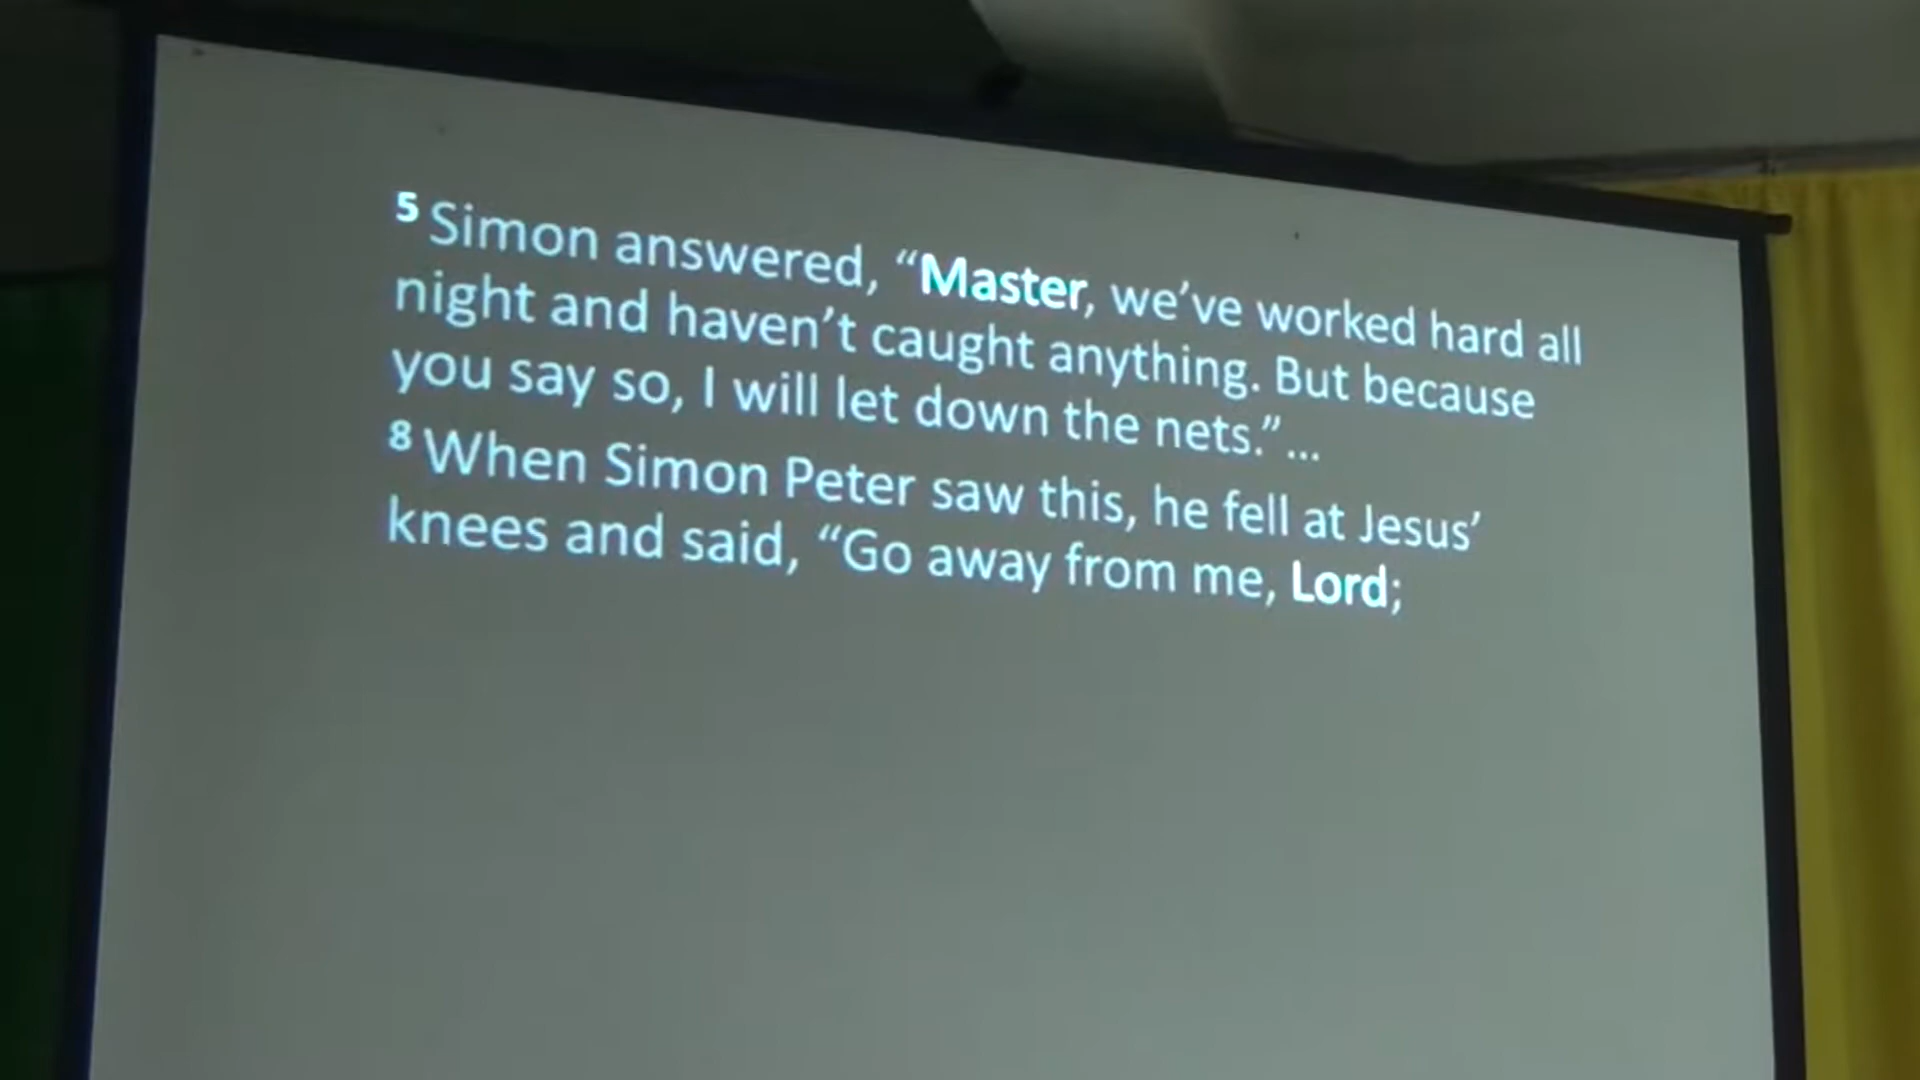 5 Simon answered, “Master, we’ve worked hard all
night and haven’t caught anything. But because
you say so, I will let down the nets.”...
8 When Simon Peter saw this, he fell at Jesus’
knees and said, “Go away from me, Lord;